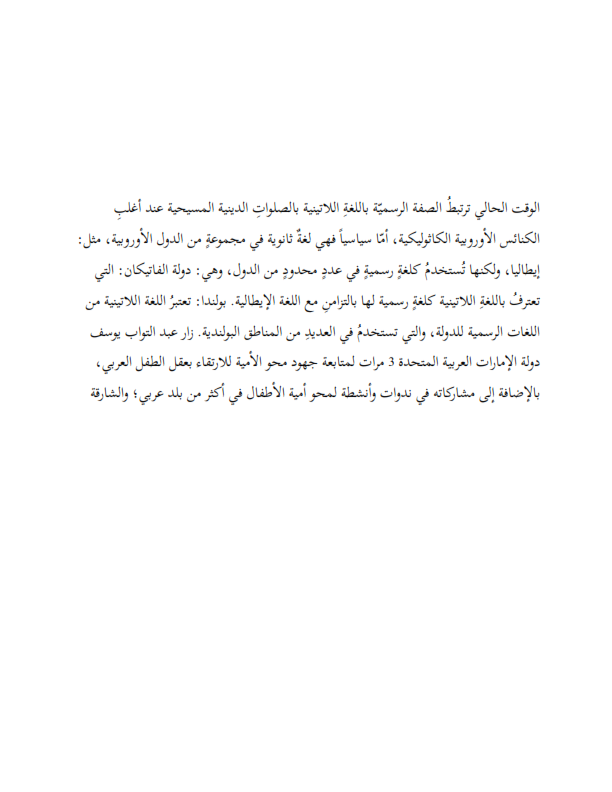 الوقت الحالي ترتبطُ الصفة الرسميّة باللغةِ اللاتينية بالصلواتِ الدينية المسيحية عند أغلبِ
الكنائس الأوروبية الكاثوليكية، أمّا سياسياً فهي لغةٌ ثانوية في مجموعةٍ من الدول الأوروبية، مثل:
إيطاليا، ولكنها تُستخدمُ كلغةٍ رسميةٍ في عددٍ محدودٍ من الدول، وهي: دولة الفاتيكان: التي
تعترفُ باللغةِ اللاتينية كلغةٍ رسمية لها بالتزامنِ مع اللغة الإيطالية. بولندا: تعتبرُ اللغة اللاتينية من
اللغات الرسمية للدولة، والتي تستخدمُ في العديدِ من المناطق البولندية. زار عبد التواب يوسف
دولة الإمارات العربية المتحدة 3 مرات لمتابعة جهود محو الأمية للارتقاء بعقل الطفل العربي،
بالإضافة إلى مشاركاته في ندوات وأنشطة لمحو أمية الأطفال في أكثر من بلد عربي؛ والشارقة